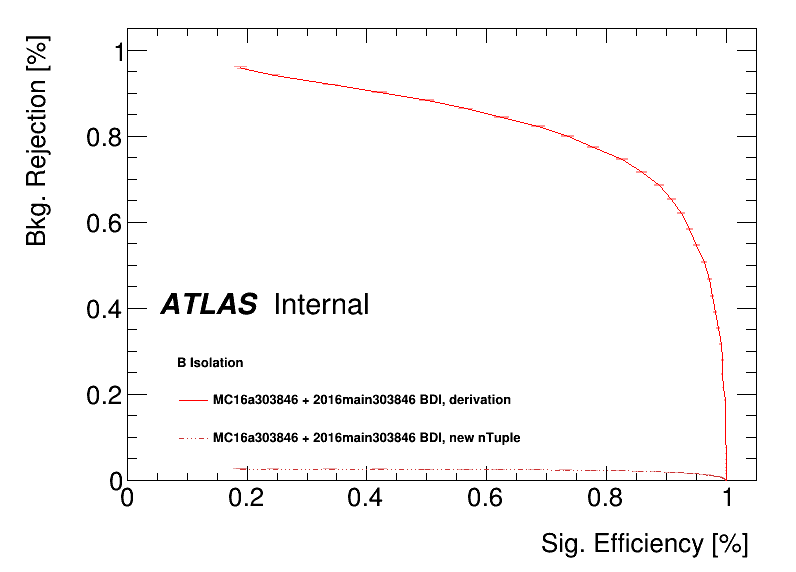 Bkg. Rejection [%]
1
0.8
0.6
0.4
0.2
0
ATLAS Internal
B Isolation
MC16a303846 + 2016main303846 BDI, derivation
MC16a303846 + 2016main303846 BDI, new nTuple
0 0.2 0.4 0.6 0.8 1
Sig. Efficiency [%]